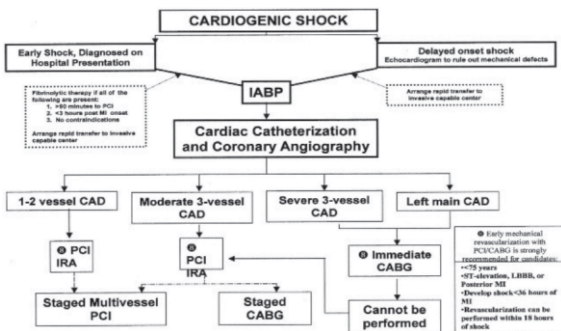 CARDIOGENIC SHOCK
Early Shock, Diagnosed on
Hospital Presentation
Delayed onset shock
Echocardiogram to rule out mechanical defects
Fibrinolytic therapy if all of the
following are present:
1. >90 minutes to PCI
2. <3 hours post MI onset
3. No contraindications
Arrange rapid transfer to invasive
capable center
IABP
Arrange rapid transfer to
invasive capable center
Cardiac Catheterization
and Coronary Angiography
1-2 vessel CAD
Moderate 3-vessel
CAD
Severe 3-vessel
CAD
Left main CAD
PCI
IRA
PCI
IRA
Immediate
CABG
Early mechanical
revascularization with
PCI/CABG is strongly
recommended for candidates:
•<75 years
•ST-elevation, LBBB, or
Posterior MI
•Develop shock<36 hours of
MI
•Revascularization can be
performed within 18 hours
of shock
Staged Multivessel
PCI
Staged
CABG
Cannot be
performed